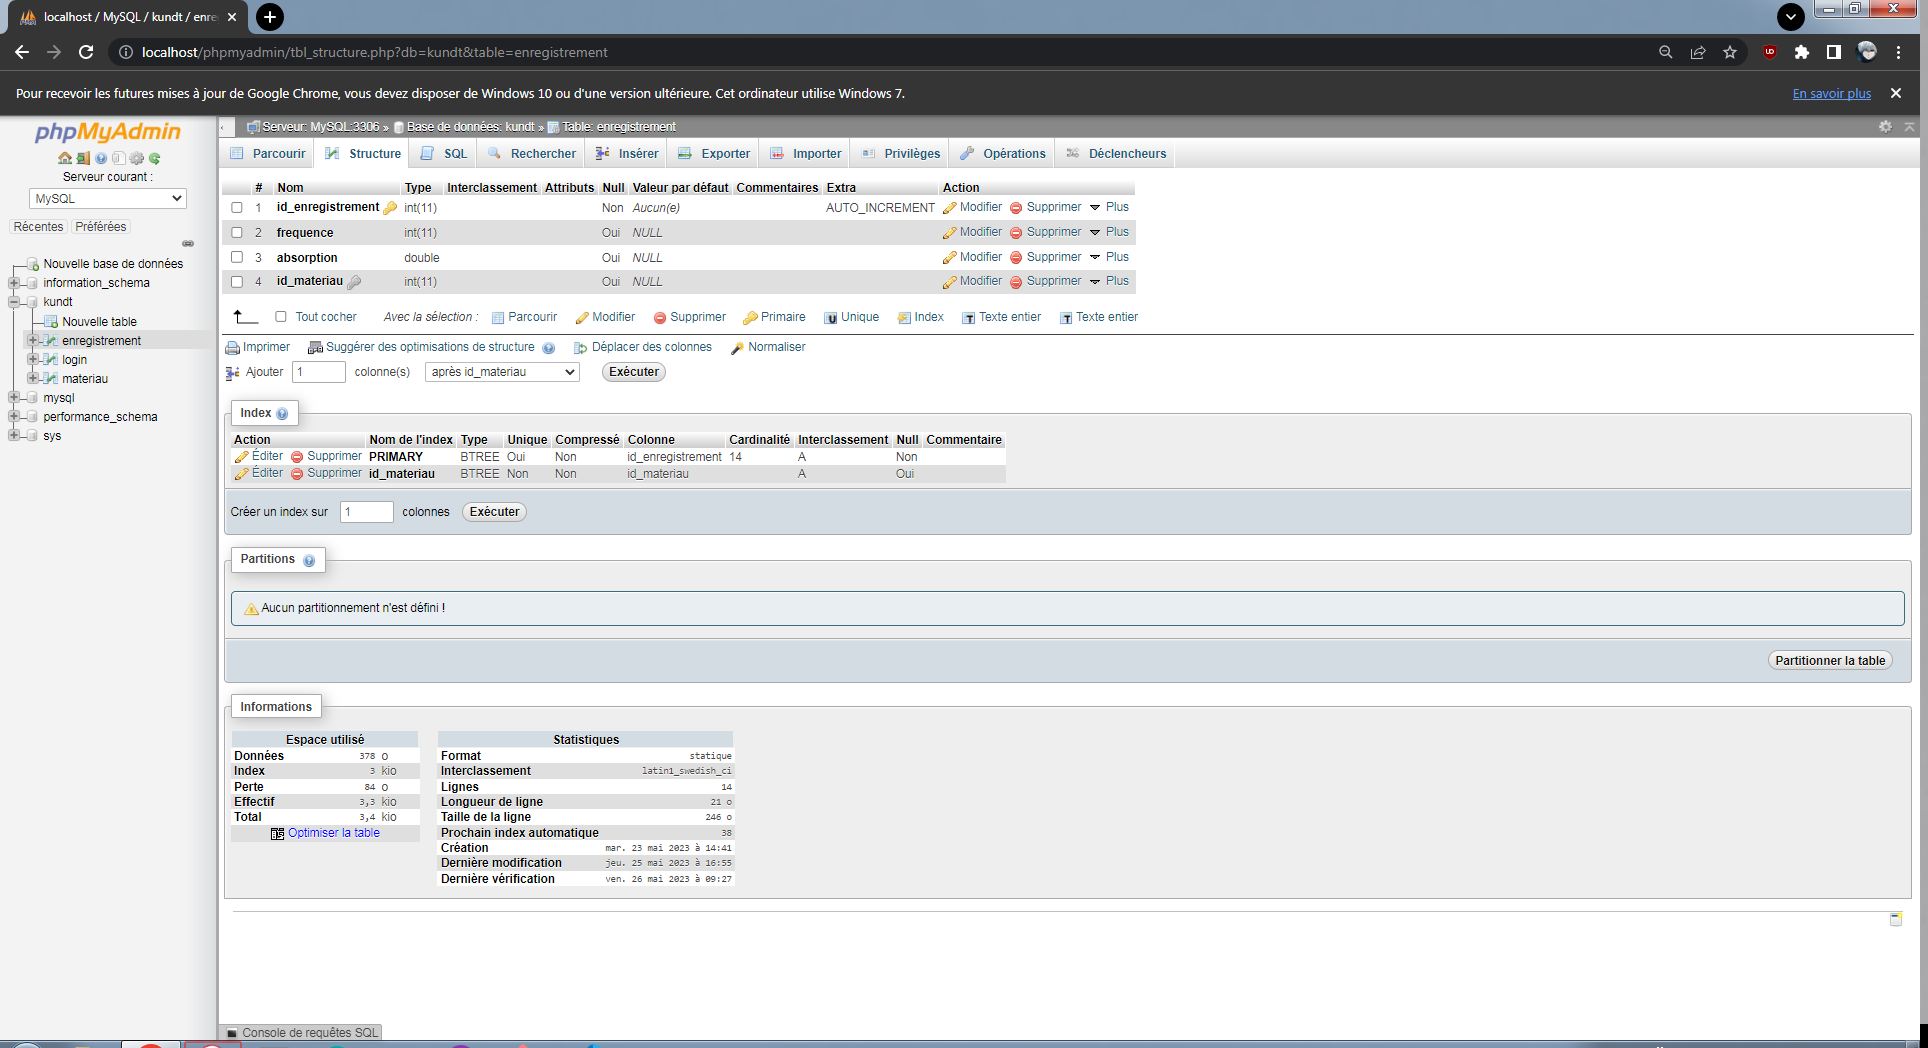 localhost / MySQL / kundt / enre
localhost/phpmyadmin/tbl_structure.php?db=kundt&table=enregistrement
Pour recevoir les futures mises à jour de Google Chrome, vous devez disposer de Windows 10 ou d'une version ultérieure. Cet ordinateur utilise Windows 7.
En savoir plus
phpMyAdmin
Serveur courant :
MySQL
Récentes Préférées
Nouvelle base de données
information_schema
kundt
Nouvelle table
enregistrement
login
materiau
mysql
performance_schema
sys
Serveur: MySQL:3306 » Base de données: kundt » Table: enregistrement
Parcourir Structure SQL Rechercher Insérer Exporter Importer Privilèges Opérations Déclencheurs
# Nom Type Interclassement Attributs Null Valeur par défaut Commentaires Extra Action
1 id_enregistrement int(11) Non Aucun(e) AUTO_INCREMENT Modifier Supprimer Plus
2 frequence int(11) Oui NULL Modifier Supprimer Plus
3 absorption double Oui NULL Modifier Supprimer Plus
4 id_materiau int(11) Oui NULL Modifier Supprimer Plus
Tout cocher Avec la sélection : Parcourir Modifier Supprimer Primaire Unique Index Texte entier Texte entier
Imprimer Suggérer des optimisations de structure Déplacer des colonnes Normaliser
Ajouter 1 colonne(s) après id_materiau Exécuter
Index
Action Nom de l'index Type Unique Compressé Colonne Cardinalité Interclassement Null Commentaire
Éditer Supprimer PRIMARY BTREE Oui Non id_enregistrement 14 A Non
Éditer Supprimer id_materiau BTREE Non Non id_materiau A Oui
Créer un index sur 1 colonnes Exécuter
Partitions
Aucun partitionnement n'est défini !
Partitionner la table
Informations
Espace utilisé
Données 378 o
Index 3 kio
Perte 84 o
Effectif 3,3 kio
Total 3,4 kio
Optimiser la table
Statistiques
Format statique
Interclassement latin1_swedish_ci
Lignes 14
Longueur de ligne 21 o
Taille de la ligne 246 o
Prochain index automatique 38
Création mar. 23 mai 2023 à 14:41
Dernière modification jeu. 25 mai 2023 à 16:55
Dernière vérification ven. 26 mai 2023 à 09:27
Console de requêtes SQL